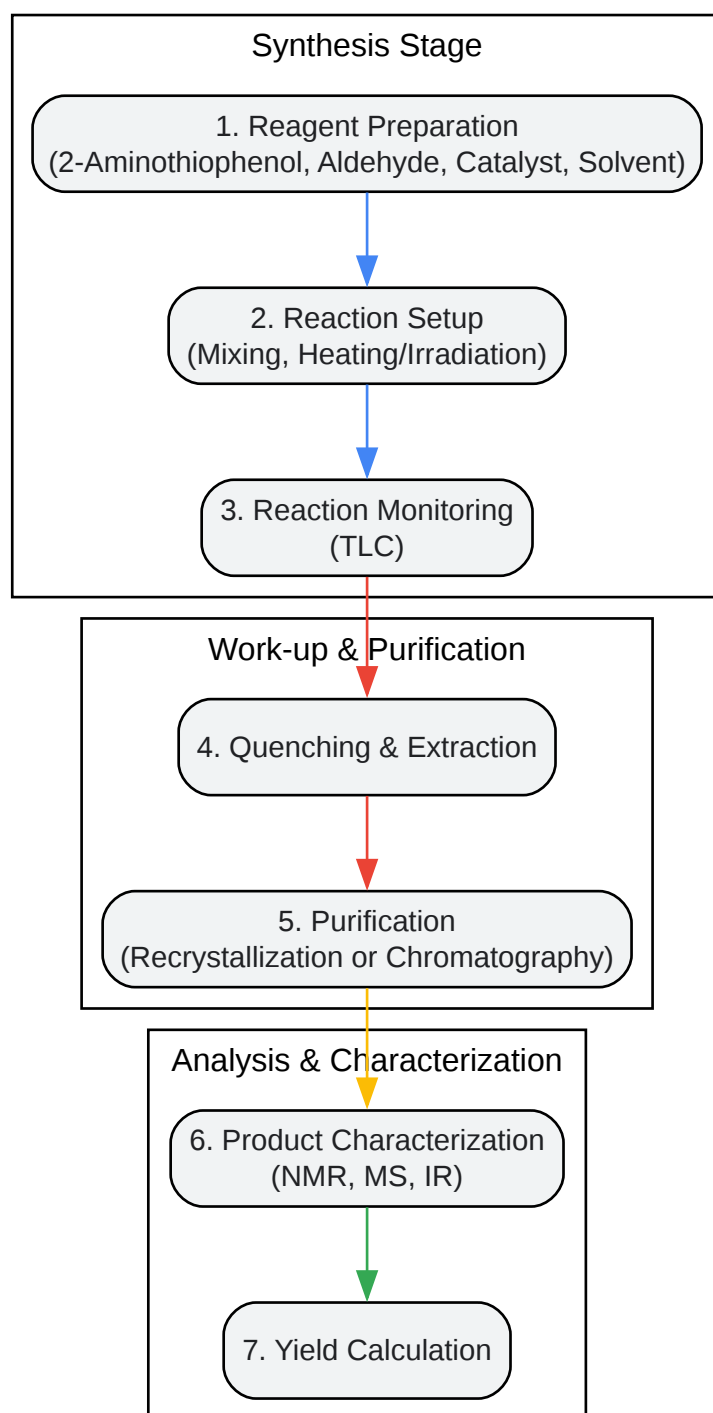 Synthesis Stage
1. Reagent Preparation
(2-Aminothiophenol, Aldehyde, Catalyst, Solvent)
2. Reaction Setup
(Mixing, Heating/Irradiation)
3. Reaction Monitoring
(TLC)
Work-up & Purification
4. Quenching & Extraction
5. Purification
(Recrystallization or Chromatography)
Analysis & Characterization
6. Product Characterization
(NMR, MS, IR)
7. Yield Calculation